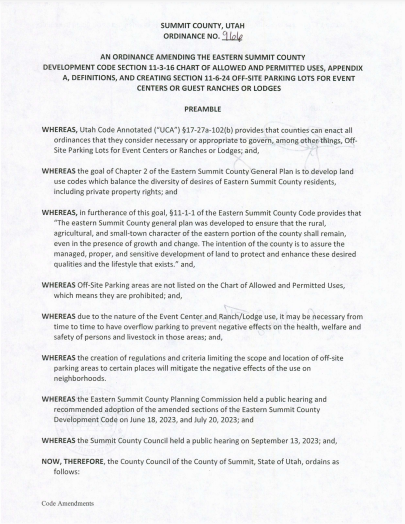 SUMMIT COUNTY, UTAH
ORDINANCE NO. 966
AN ORDINANCE AMENDING THE EASTERN SUMMIT COUNTY
DEVELOPMENT CODE SECTION 11-3-16 CHART OF ALLOWED AND PERMITTED USES, APPENDIX
A, DEFINITIONS, AND CREATING SECTION 11-6-24 OFF-SITE PARKING LOTS FOR EVENT
CENTERS OR GUEST RANCHES OR LODGES
PREAMBLE
WHEREAS, Utah Code Annotated ("UCA") §17-27a-102(b) provides that counties can enact all
ordinances that they consider necessary or appropriate to govern, among other things, Off-
Site Parking Lots for Event Centers or Ranches or Lodges; and,
WHEREAS the goal of Chapter 2 of the Eastern Summit County General Plan is to develop land
use codes which balance the diversity of desires of Eastern Summit County residents,
including private property rights; and
WHEREAS, in furtherance of this goal, §11-1-1 of the Eastern Summit County Code provides that
"The eastern Summit county general plan was developed to ensure that the rural,
agricultural, and small-town character of the eastern portion of the county shall remain,
even in the presence of growth and change. The intention of the county is to assure the
managed, proper, and sensitive development of land to protect and enhance these desired
qualities and the lifestyle that exists." and,
WHEREAS Off-Site Parking areas are not listed on the Chart of Allowed and Permitted Uses,
which means they are prohibited; and,
WHEREAS due to the nature of the Event Center and Ranch/Lodge use, it may be necessary from
time to time to have overflow parking to prevent negative effects on the health, welfare and
safety of persons and livestock in those areas; and,
WHEREAS the creation of regulations and criteria limiting the scope and location of off-site
parking areas to certain places will mitigate the negative effects of the use on
neighborhoods.
WHEREAS the Eastern Summit County Planning Commission held a public hearing and
recommended adoption of the amended sections of the Eastern Summit County
Development Code on June 18, 2023, and July 20, 2023; and
WHEREAS the Summit County Council held a public hearing on September 13, 2023; and,
NOW, THEREFORE, the County Council of the County of Summit, State of Utah, ordains as
follows:
Code Amendments